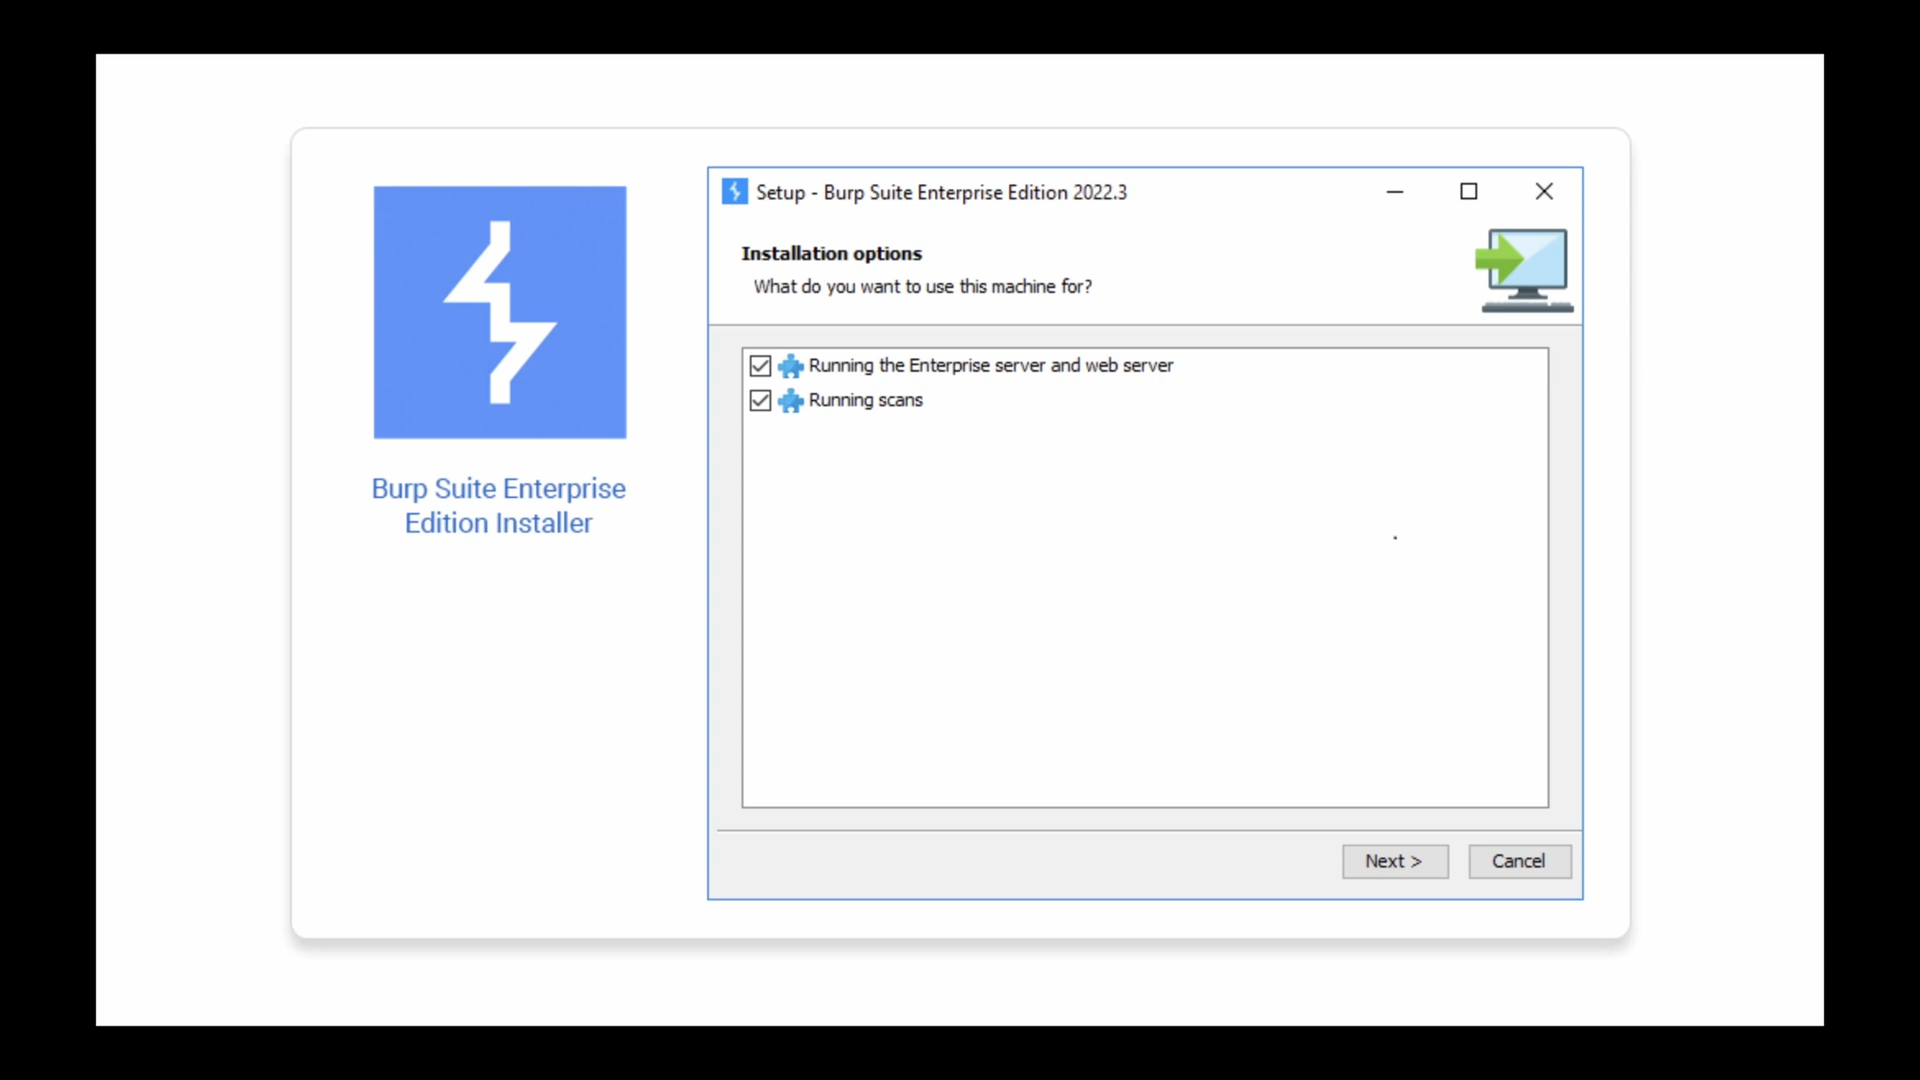 Burp Suite Enterprise
Edition Installer
Setup - Burp Suite Enterprise Edition 2022.3
Installation options
What do you want to use this machine for?
Running the Enterprise server and web server
Running scans
Next >
Cancel